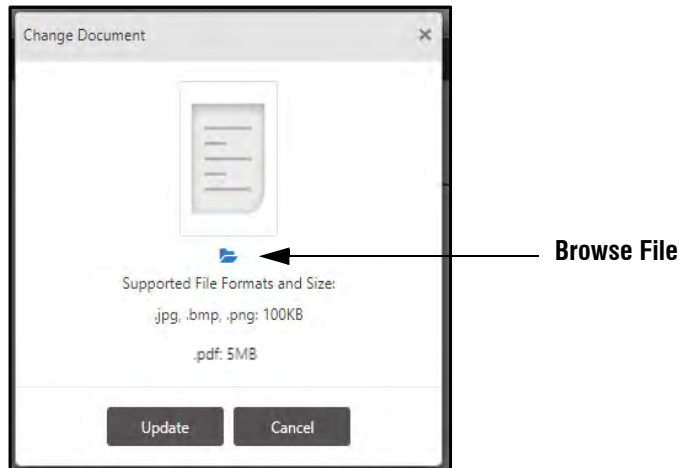 Change Document
×
Browse File
Supported File Formats and Size:
.jpg, .bmp, .png: 100KB
.pdf: 5MB
Update
Cancel